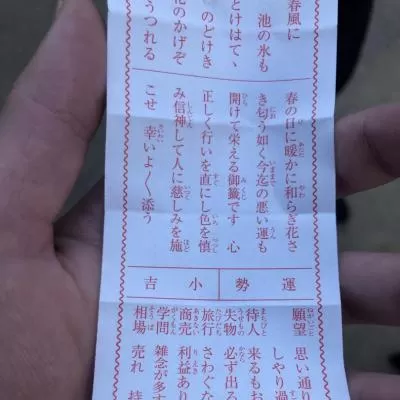 春風に
池の氷も
とけはてゝ
のどけき
花のかげぞ
うつれる
春の日に暖かに和らぎ花さ
き匂う如く今迄の悪い運も
開けて栄える御籤です　心
正しく行いを直にし色を慎
み信神して人に慈しみを施
こせ　幸いよく〱添う
運勢　小吉
願望　思い通り
しやり過
待人　来るもお
失物　必ず出る
旅行　さわぐな
商売　利益あり
学問　雑念が多
相場　売れ　持